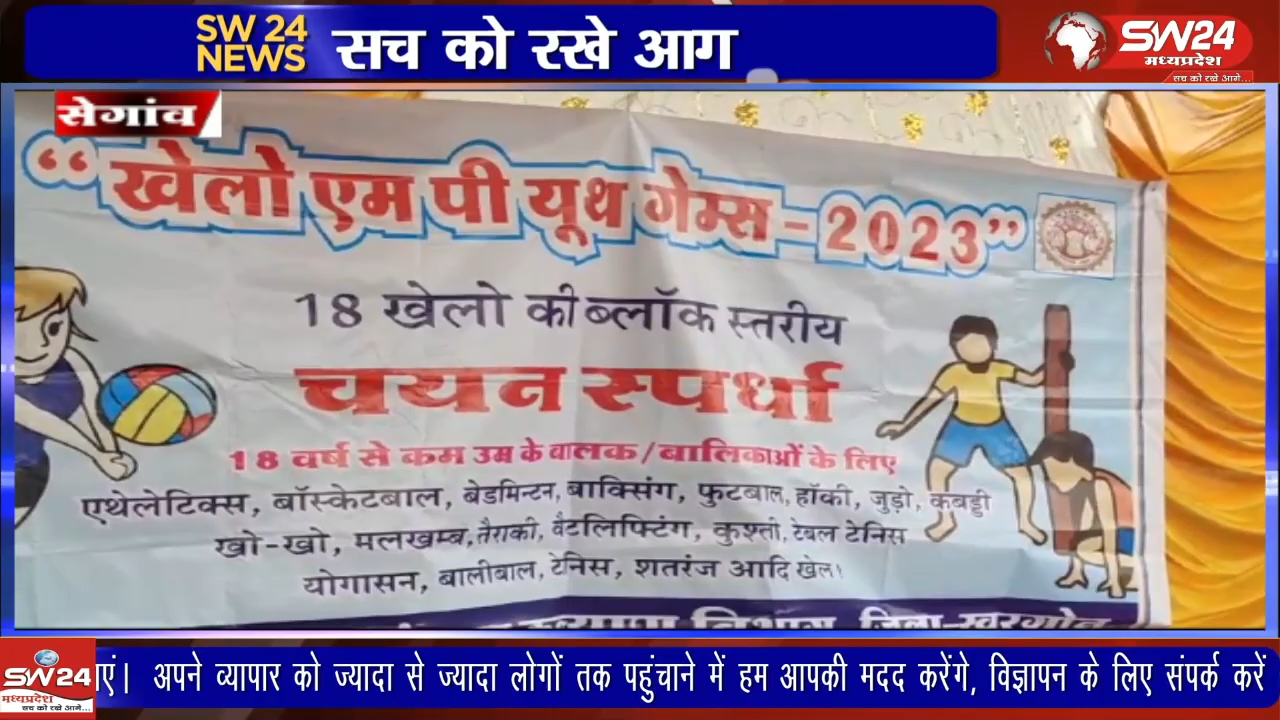 SW 24 NEWS सच को रखे आग
SW24
मध्यप्रदेश
सच को रखे आगे...
सेगांव
“खेलो एम पी यूथ गेम्स-2023”
18 खेलो की ब्लॉक स्तरीय
चयन स्पर्धा
18 वर्ष से कम उम्र के बालक/बालिकाओं के लिए
एथेलेटिक्स, बॉस्केटबाल, बेडमिन्टन, बाक्सिंग, फुटबाल, हॉकी, जुड़ो, कबड्डी
खो-खो, मलखम्ब, तैराकी, वैटलिफ्टिंग, कुश्ती, टेबल टेनिस
योगासन, बालीबाल, टेनिस, शतरंज आदि खेल।
विभाग, जिला-खरगोन
SW24
मध्यप्रदेश
सच को रखे आगे...
अपने व्यापार को ज्यादा से ज्यादा लोगों तक पहुंचाने में हम आपकी मदद करेंगे, विज्ञापन के लिए संपर्क करें